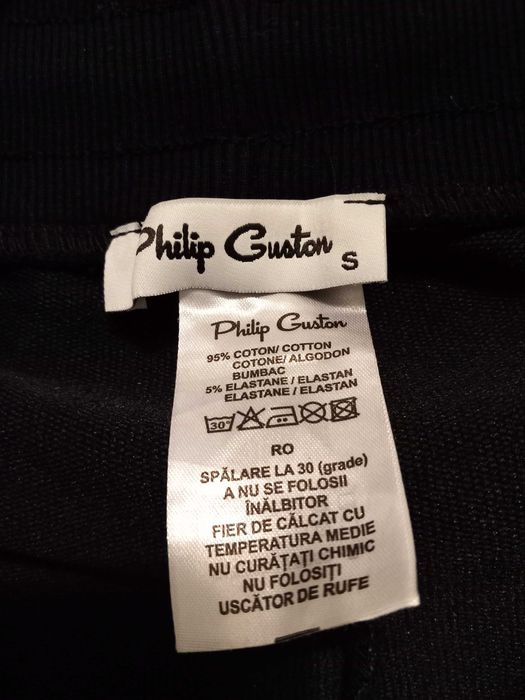 Philip Guston S
Philip Guston
95% COTON/ COTTON
COTONE/ ALGODON
BUMBAC
5% ELASTANE / ELASTAN
ELASTANE / ELASTAN
30°
RO
SPĂLARE LA 30 (grade)
A NU SE FOLOSII
ÎNĂLBITOR
FIER DE CĂLCAT CU
TEMPERATURA MEDIE
NU CURĂȚAȚI CHIMIC
NU FOLOSIȚI
USCĂTOR DE RUFE